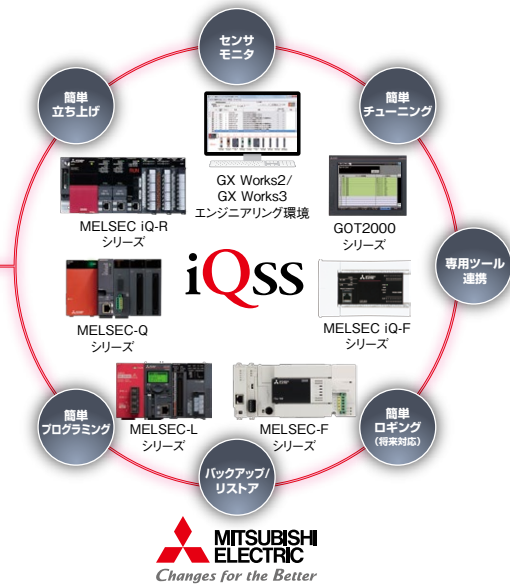 センサ
モニタ
簡単
立ち上げ
簡単
チューニング
GX Works2/
GX Works3
エンジニアリング環境
MELSEC iQ-R
シリーズ
GOT2000
シリーズ
iQss
専用ツール
連携
MELSEC-Q
シリーズ
MELSEC iQ-F
シリーズ
簡単
プログラミング
MELSEC-L
シリーズ
MELSEC-F
シリーズ
簡単
ロギング
(将来対応)
バックアップ/
リストア
MITSUBISHI
ELECTRIC
Changes for the Better